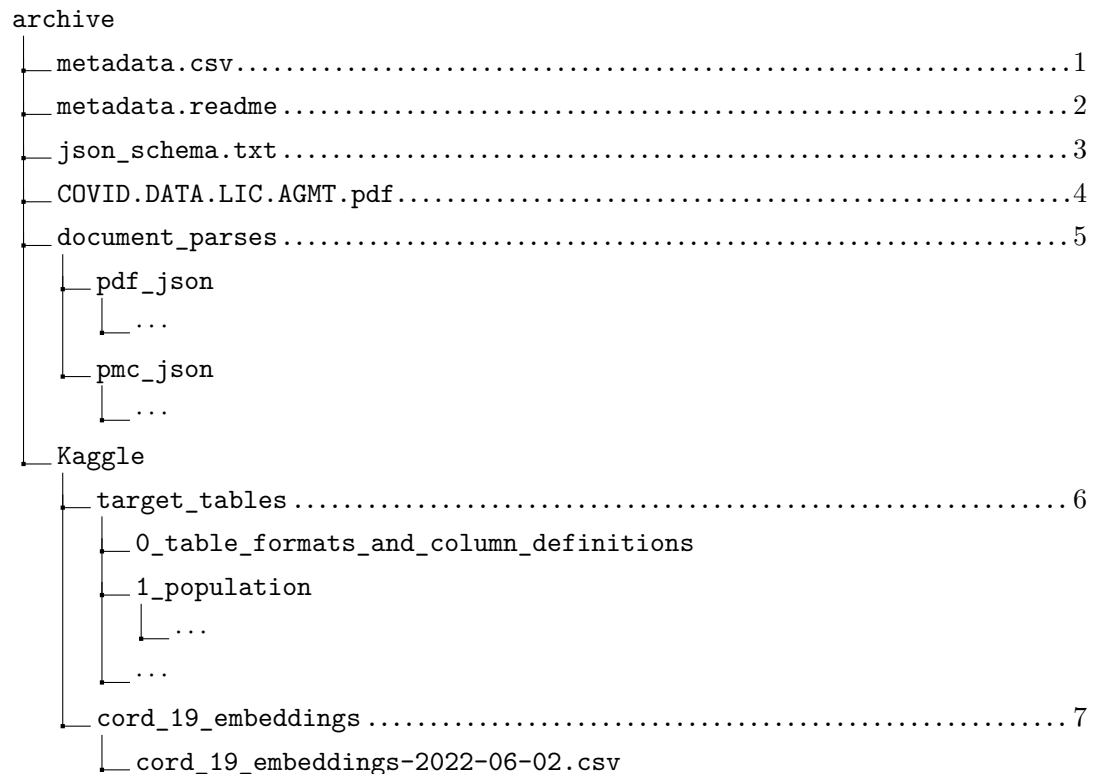 archive
metadata.csv........................................................................1
metadata.readme....................................................................2
json_schema.txt....................................................................3
COVID.DATA.LIC.AGMT.pdf..........................................................4
document_parses....................................................................5
pdf_json
...
pmc_json
...
Kaggle
target_tables...................................................................6
0_table_formats_and_column_definitions
1_population
...
...
cord_19_embeddings.............................................................7
cord_19_embeddings-2022-06-02.csv